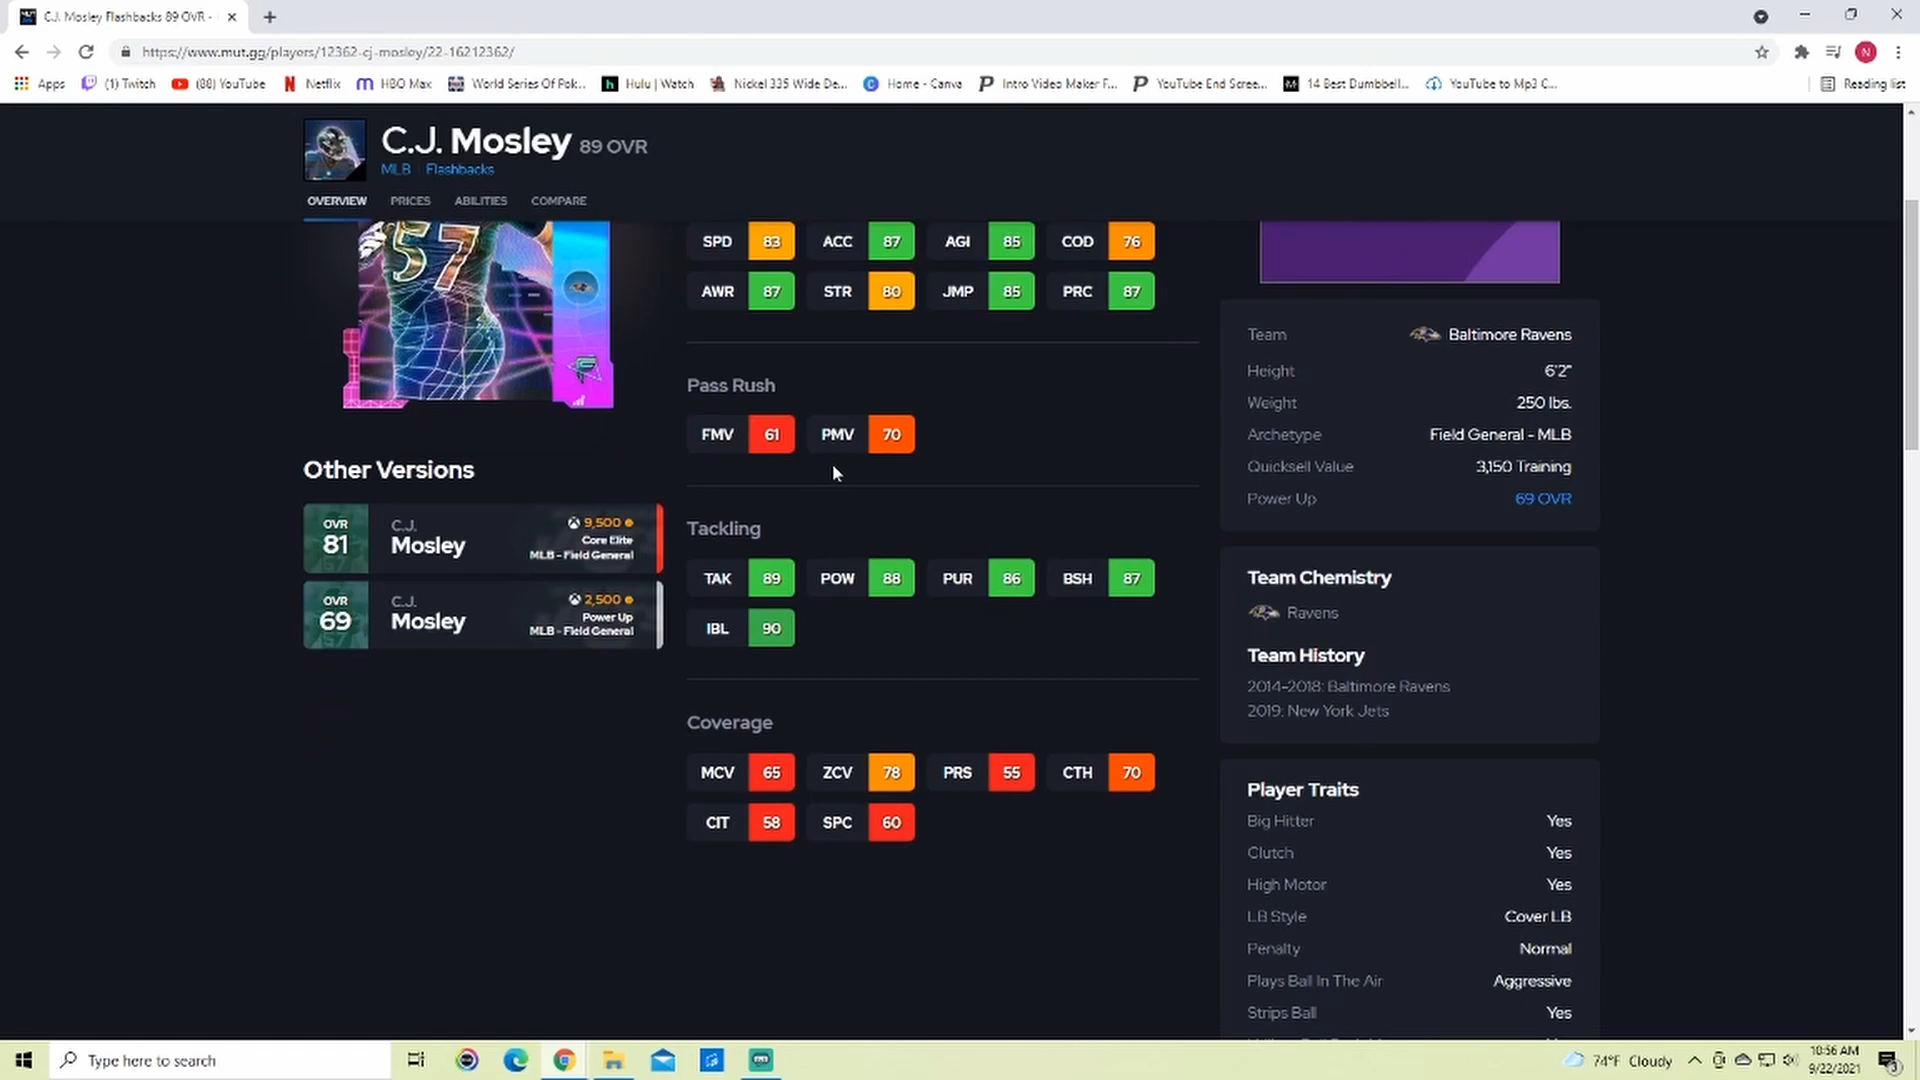 C.J. Mosley Flashbacks 89 OVR -
https://www.mut.gg/players/12362-cj-mosley/22-16212362/
N
Apps (1) Twitch (88) YouTube Netflix HBO Max World Series Of Pok... Hulu | Watch Nickel 335 Wide De... Home - Canva Intro Video Maker F... YouTube End Scree... 14 Best Dumbbell... YouTube to Mp3 C... Reading list
C.J. Mosley 89 OVR
MLB Flashbacks
OVERVIEW PRICES ABILITIES COMPARE
57
SPD 83 ACC 87 AGI 85 COD 76
AWR 87 STR 80 JMP 85 PRC 87
Pass Rush
FMV 61 PMV 70
Other Versions
OVR 81 C.J. Mosley 9,500 Core Elite MLB - Field General
OVR 69 C.J. Mosley 2,500 Power Up MLB - Field General
Tackling
TAK 89 POW 88 PUR 86 BSH 87
IBL 90
Coverage
MCV 65 ZCV 78 PRS 55 CTH 70
CIT 58 SPC 60
Team Baltimore Ravens
Height 6'2"
Weight 250 lbs.
Archetype Field General - MLB
Quicksell Value 3,150 Training
Power Up 69 OVR
Team Chemistry
Ravens
Team History
2014-2018: Baltimore Ravens
2019: New York Jets
Player Traits
Big Hitter Yes
Clutch Yes
High Motor Yes
LB Style Cover LB
Penalty Normal
Plays Ball In The Air Aggressive
Strips Ball Yes
Type here to search
74°F Cloudy
10:56 AM
9/22/2021
3